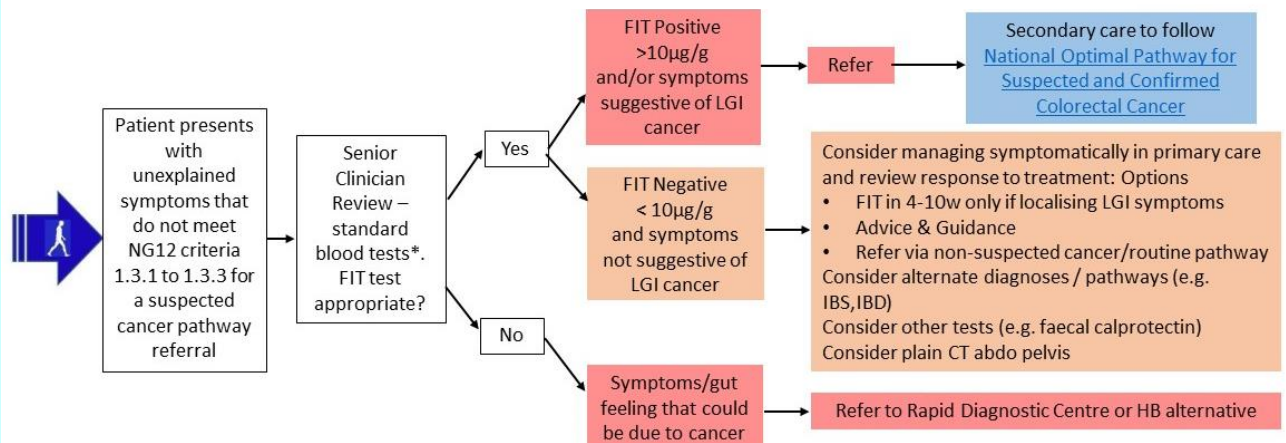 Patient presents
with
unexplained
symptoms that
do not meet
NG12 criteria
1.3.1 to 1.3.3 for
a suspected
cancer pathway
referral
Senior
Clinician
Review –
standard
blood tests*.
FIT test
appropriate?
Yes
No
FIT Positive
>10µg/g
and/or symptoms
suggestive of LGI
cancer
Refer
Secondary care to follow
National Optimal Pathway for
Suspected and Confirmed
Colorectal Cancer
FIT Negative
< 10µg/g
and symptoms
not suggestive of
LGI cancer
Consider managing symptomatically in primary care
and review response to treatment: Options
• FIT in 4-10w only if localising LGI symptoms
• Advice & Guidance
• Refer via non-suspected cancer/routine pathway
Consider alternate diagnoses / pathways (e.g.
IBS,IBD)
Consider other tests (e.g. faecal calprotectin)
Consider plain CT abdo pelvis
Symptoms/gut
feeling that could
be due to cancer
Refer to Rapid Diagnostic Centre or HB alternative